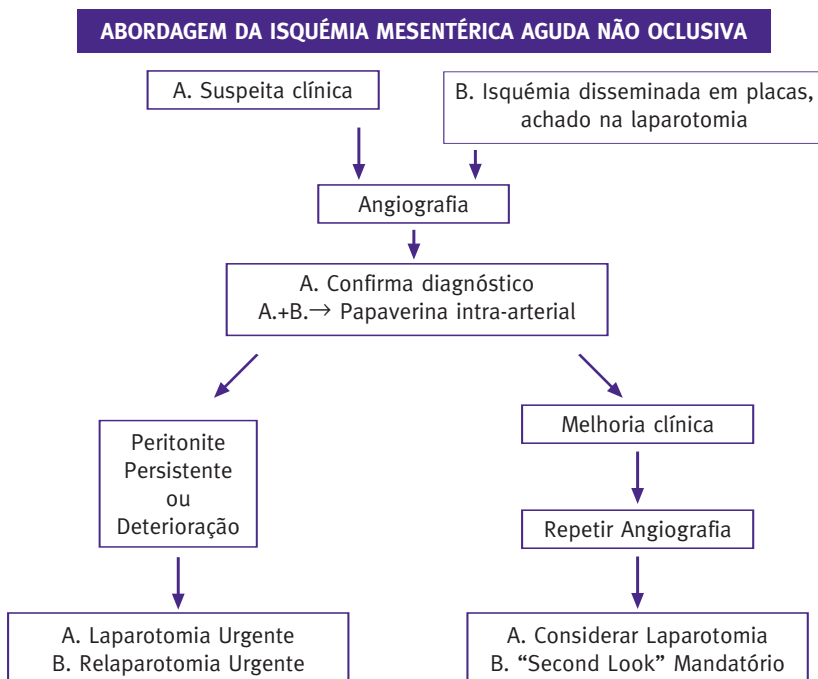 ABORDAGEM DA ISQUÉMIA MESENTÉRICA AGUDA NÃO OCLUSIVA
A. Suspeita clínica
B. Isquémia disseminada em placas,
achado na laparotomia
Angiografia
A. Confirma diagnóstico
A.+B.→ Papaverina intra-arterial
Peritonite
Persistente
ou
Deterioração
Melhoria clínica
Repetir Angiografia
A. Laparotomia Urgente
B. Relaparotomia Urgente
A. Considerar Laparotomia
B. “Second Look” Mandatório